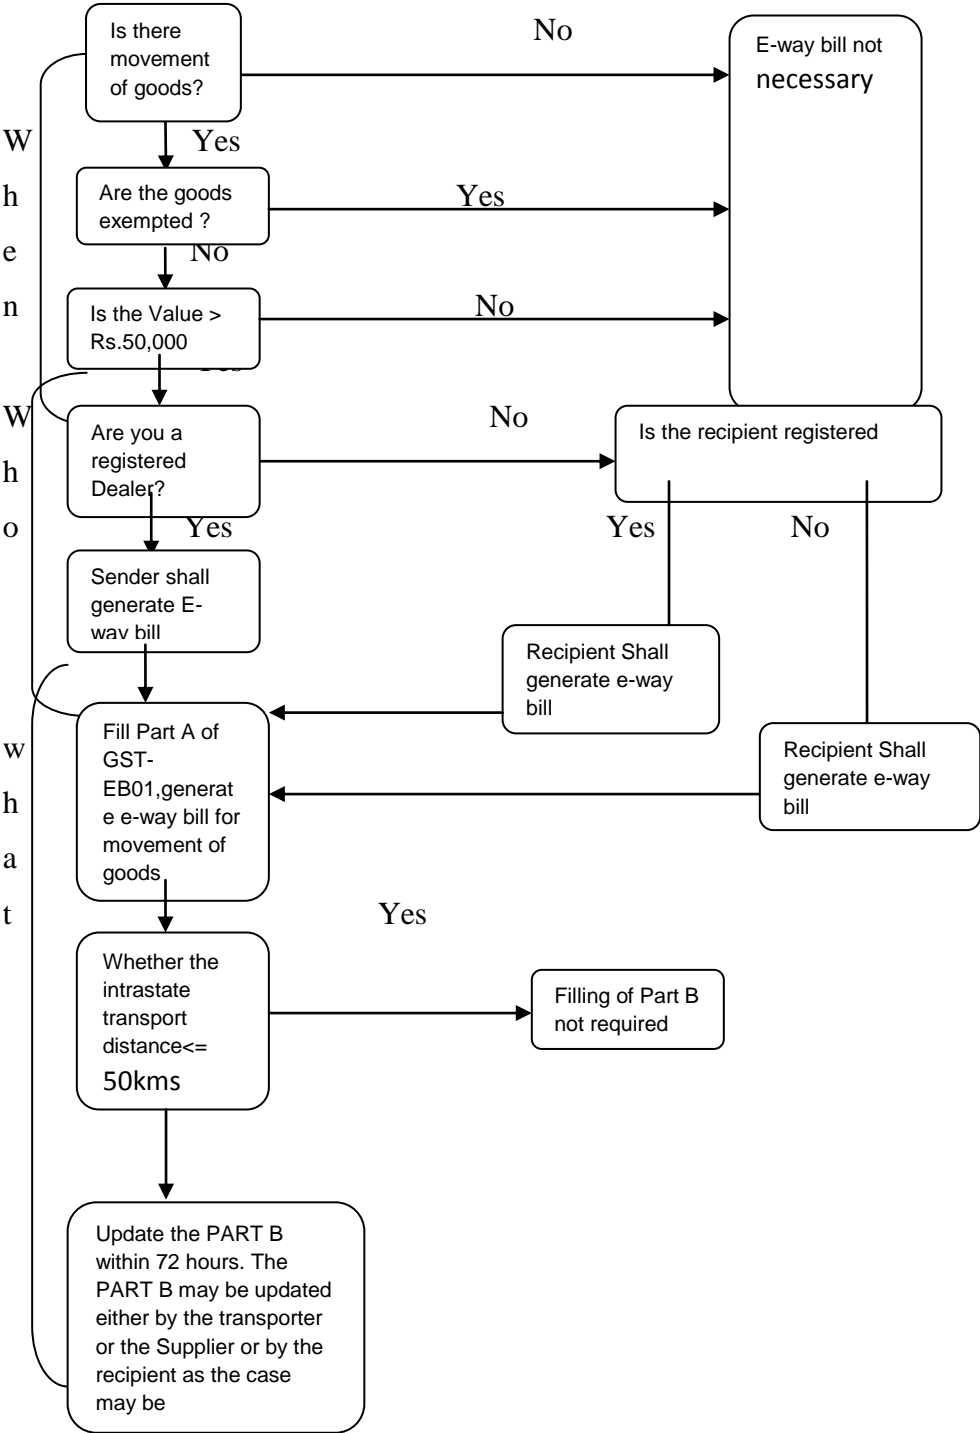 Is there
movement
of goods?
No
E-way bill not
necessary
W
h
e
n
Yes
Are the goods
exempted ?
Yes
No
Is the Value >
Rs.50,000
No
Yes
W
h
o
Are you a
registered
Dealer?
No
Is the recipient registered
Yes
Yes
No
Sender shall
generate E-
way bill
Recipient Shall
generate e-way
bill
Recipient Shall
generate e-way
bill
w
h
a
t
Fill Part A of
GST-
EB01,generat
e e-way bill for
movement of
goods
Yes
Whether the
intrastate
transport
distance<=
50kms
Filling of Part B
not required
Update the PART B
within 72 hours. The
PART B may be updated
either by the transporter
or the Supplier or by the
recipient as the case
may be